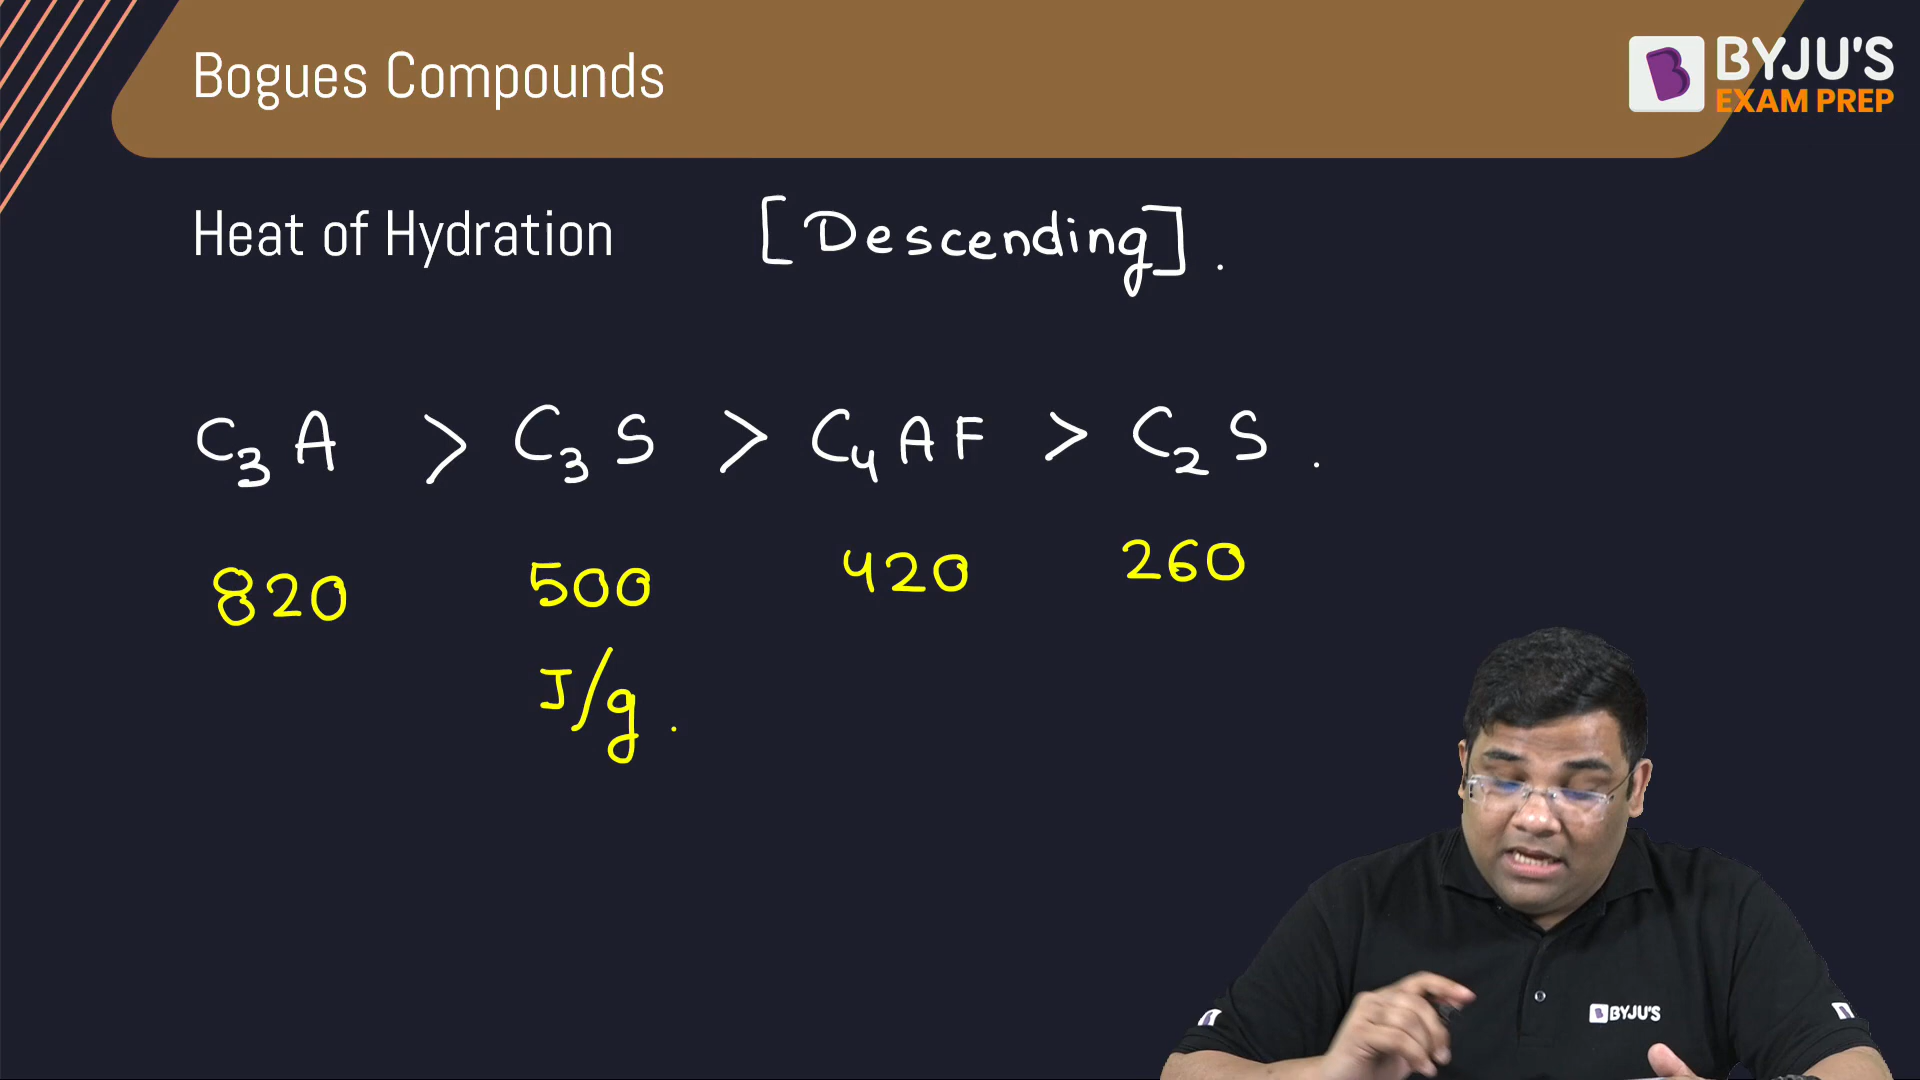 Bogues Compounds
BYJU'S
EXAM PREP
Heat of Hydration [Descending].
C₃A > C₃S > C₄AF > C₂S.
820 500 420 260
J/g.
BYJU'S